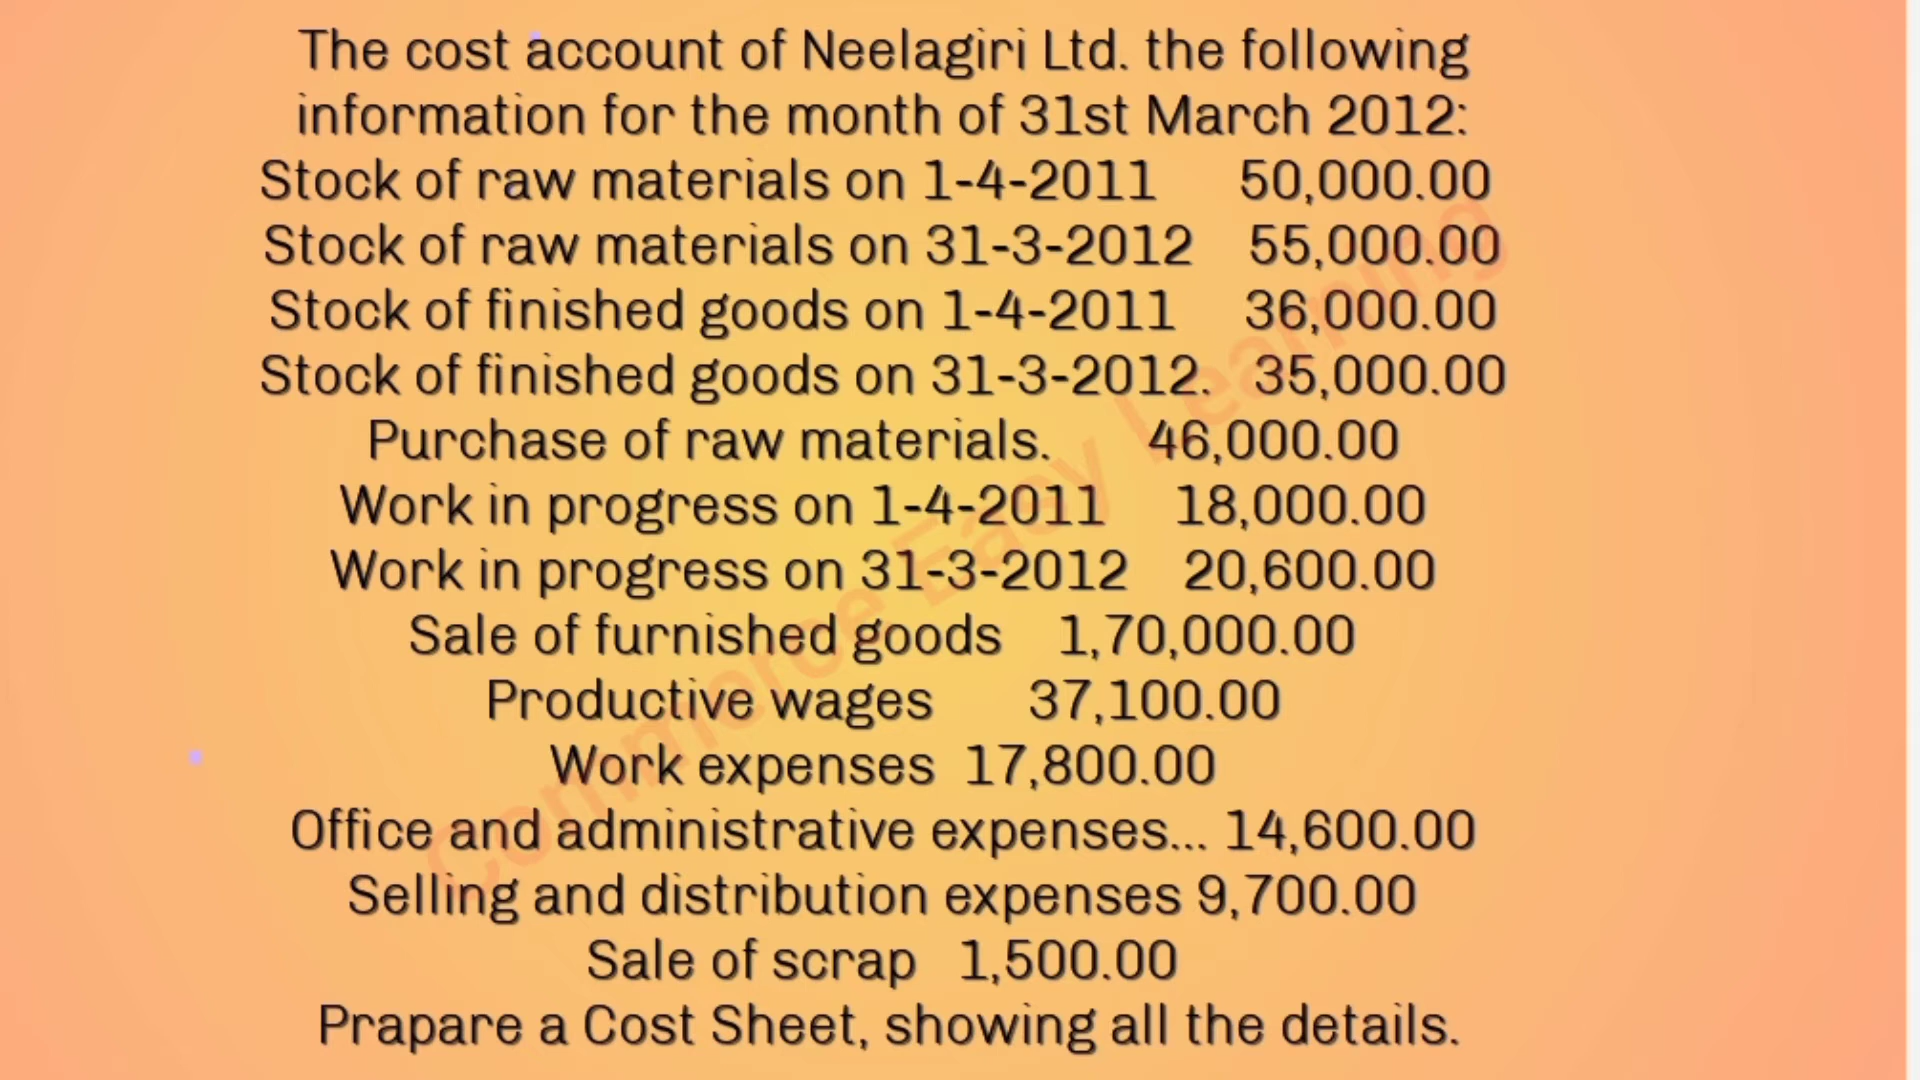 The cost account of Neelagiri Ltd. the following
information for the month of 31st March 2012:
Stock of raw materials on 1-4-2011 50,000.00
Stock of raw materials on 31-3-2012 55,000.00
Stock of finished goods on 1-4-2011 36,000.00
Stock of finished goods on 31-3-2012. 35,000.00
Purchase of raw materials. 46,000.00
Work in progress on 1-4-2011 18,000.00
Work in progress on 31-3-2012 20,600.00
Sale of furnished goods 1,70,000.00
Productive wages 37,100.00
Work expenses 17,800.00
Office and administrative expenses... 14,600.00
Selling and distribution expenses 9,700.00
Sale of scrap 1,500.00
Prapare a Cost Sheet, showing all the details.
Commerce Easy Learning